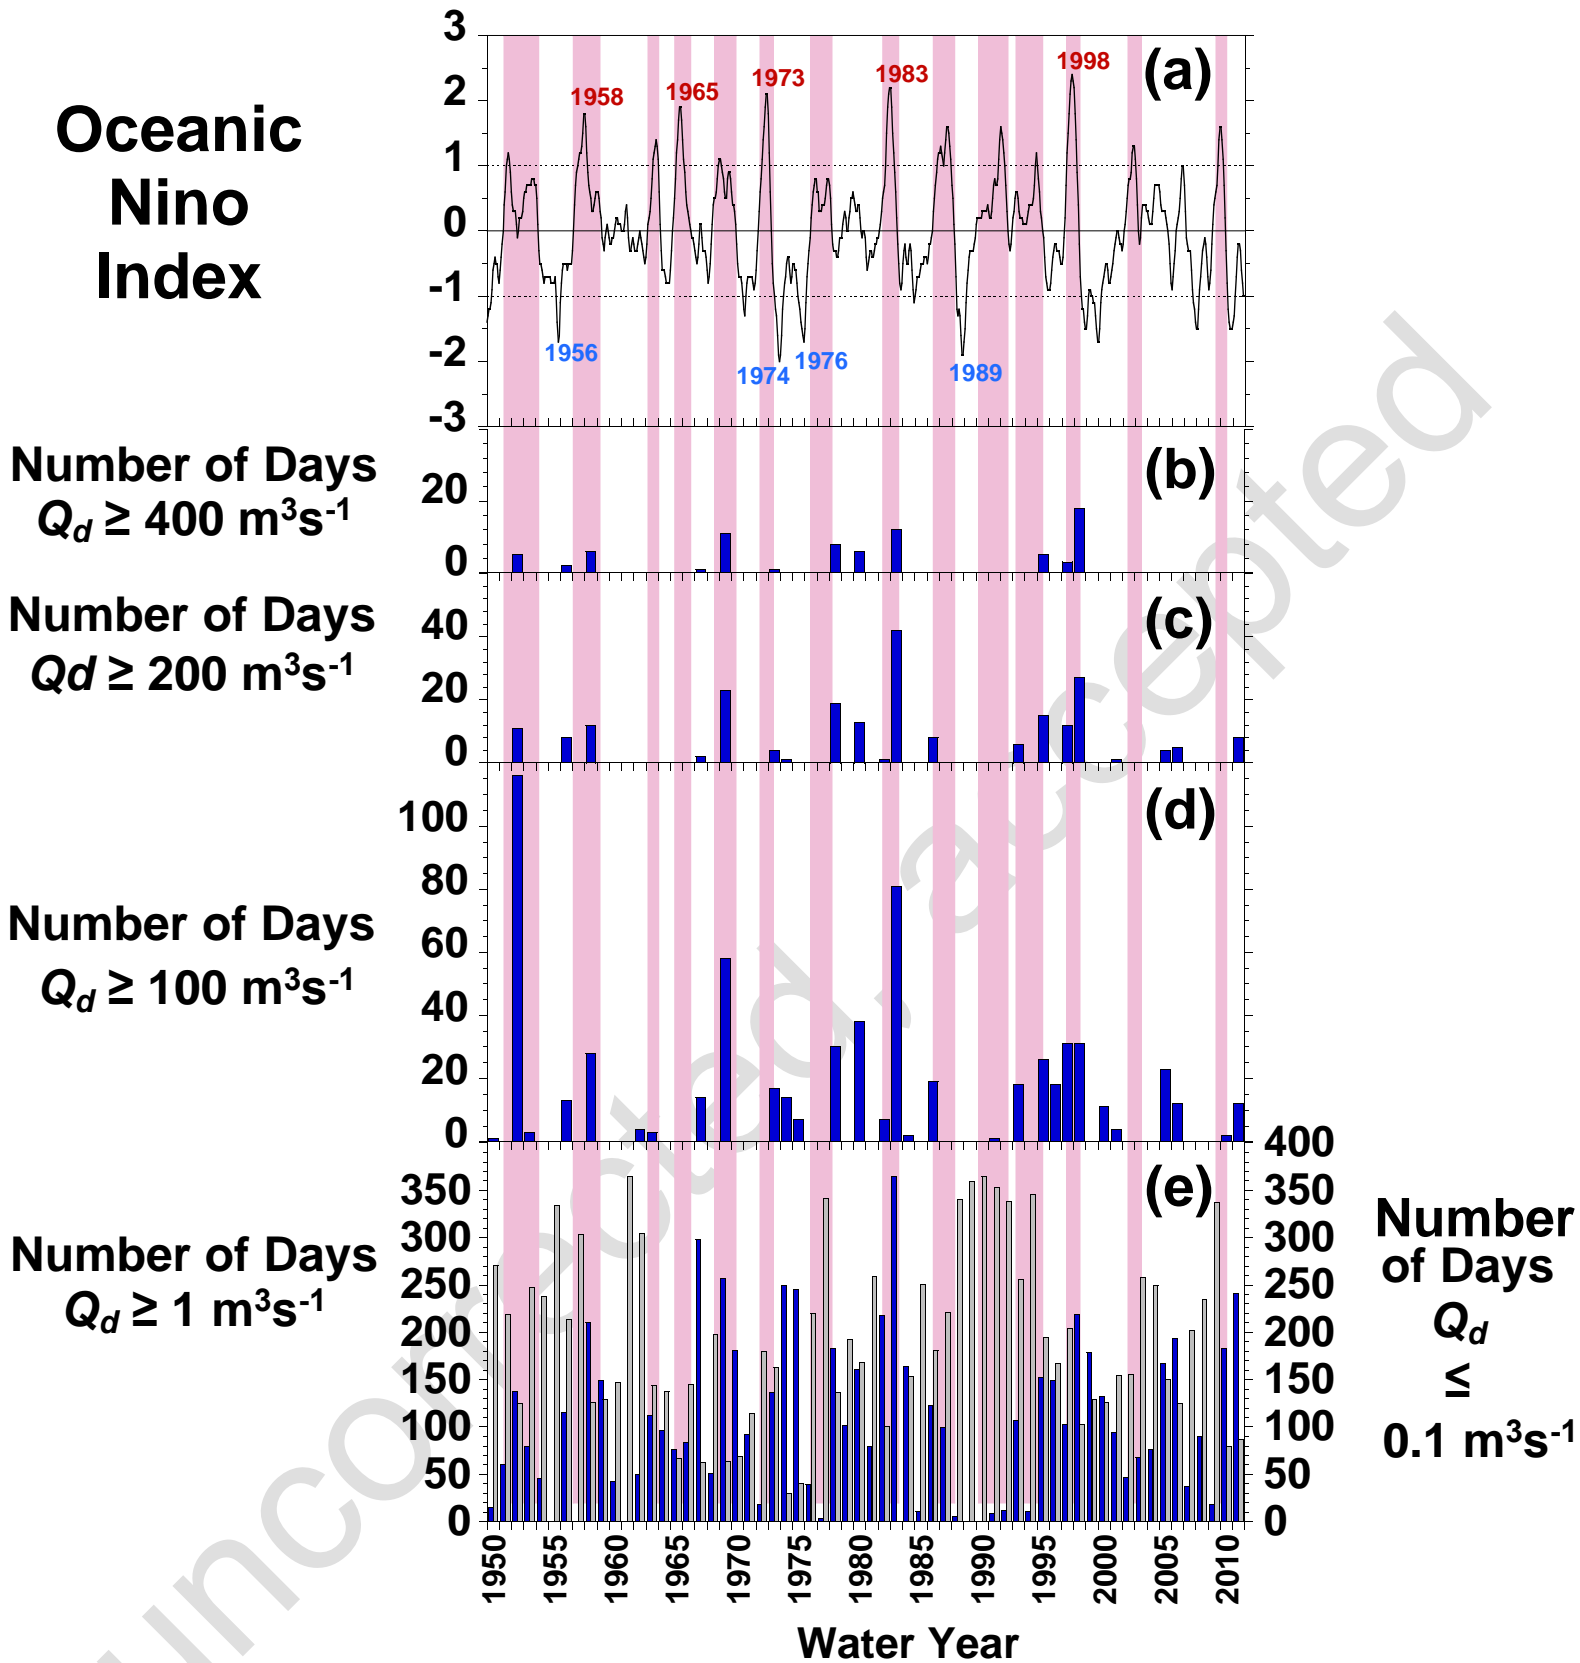 Oceanic
Nino
Index
3
2
1
0
-1
-2
-3
(a)
1958
1965
1973
1983
1998
1956
1974
1976
1989
Number of Days
Qd ≥ 400 m³s⁻¹
20
0
(b)
Number of Days
Qd ≥ 200 m³s⁻¹
40
20
0
(c)
Number of Days
Qd ≥ 100 m³s⁻¹
100
80
60
40
20
0
(d)
Number of Days
Qd ≥ 1 m³s⁻¹
350
300
250
200
150
100
50
0
(e)
400
350
300
250
200
150
100
50
0
Number
of Days
Qd
≤
0.1 m³s⁻¹
1950
1955
1960
1965
1970
1975
1980
1985
1990
1995
2000
2005
2010
Water Year
uncorrected, accepted